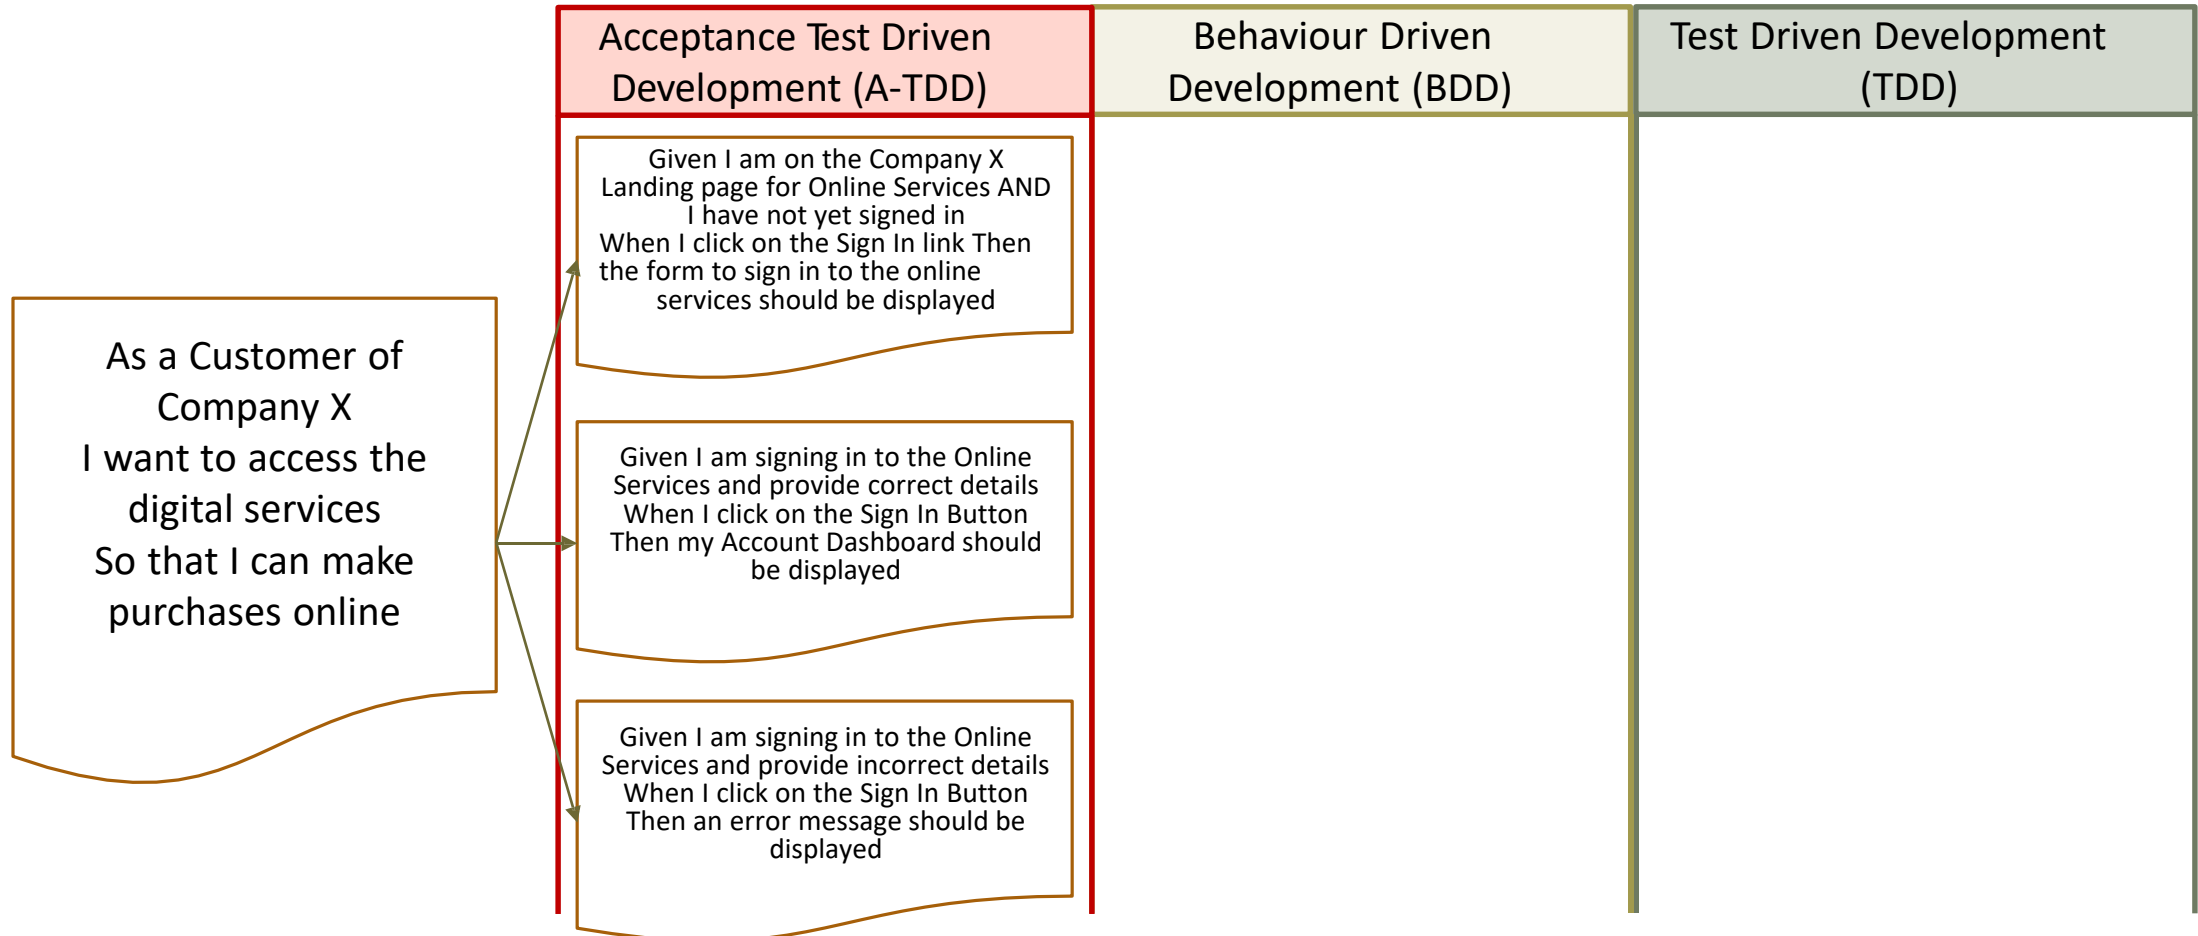 Acceptance Test Driven
Development (A-TDD)
Behaviour Driven
Development (BDD)
Test Driven Development
(TDD)
As a Customer of
Company X
I want to access the
digital services
So that I can make
purchases online
Given I am on the Company X
Landing page for Online Services AND
I have not yet signed in
When I click on the Sign In link Then
the form to sign in to the online
services should be displayed
Given I am signing in to the Online
Services and provide correct details
When I click on the Sign In Button
Then my Account Dashboard should
be displayed
Given I am signing in to the Online
Services and provide incorrect details
When I click on the Sign In Button
Then an error message should be
displayed